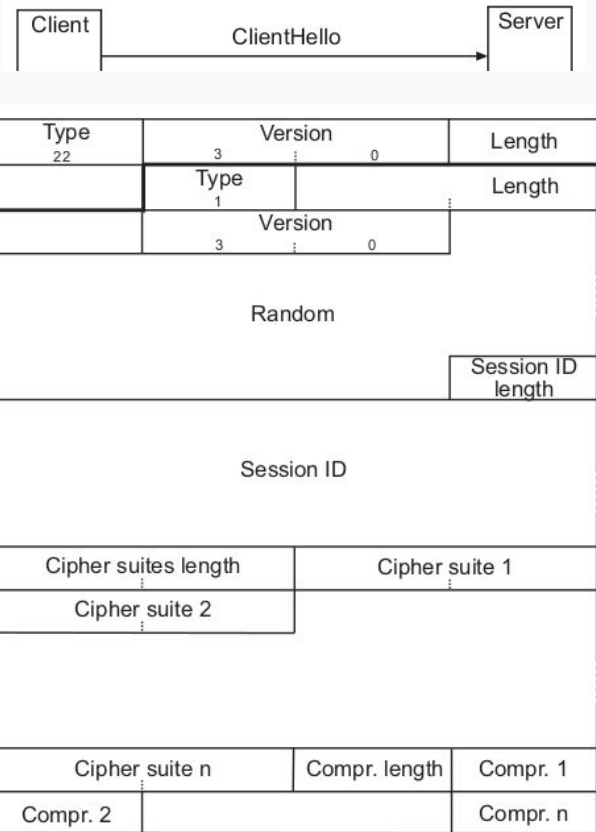 Client
Server
ClientHello
Type Version Length
22 3 0
Type Length
1
Version
3 0
Random
Session ID
length
Session ID
Cipher suites length Cipher suite 1
Cipher suite 2
Cipher suite n Compr. length Compr. 1
Compr. 2 Compr. n